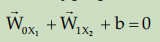 W⃗₀ₓ₁ + W⃗₁ₓ₂ + b = 0